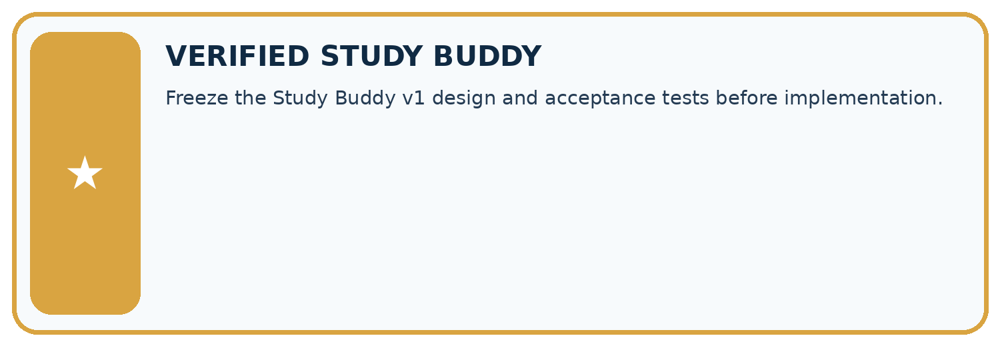 VERIFIED STUDY BUDDY
Freeze the Study Buddy v1 design and acceptance tests before implementation.